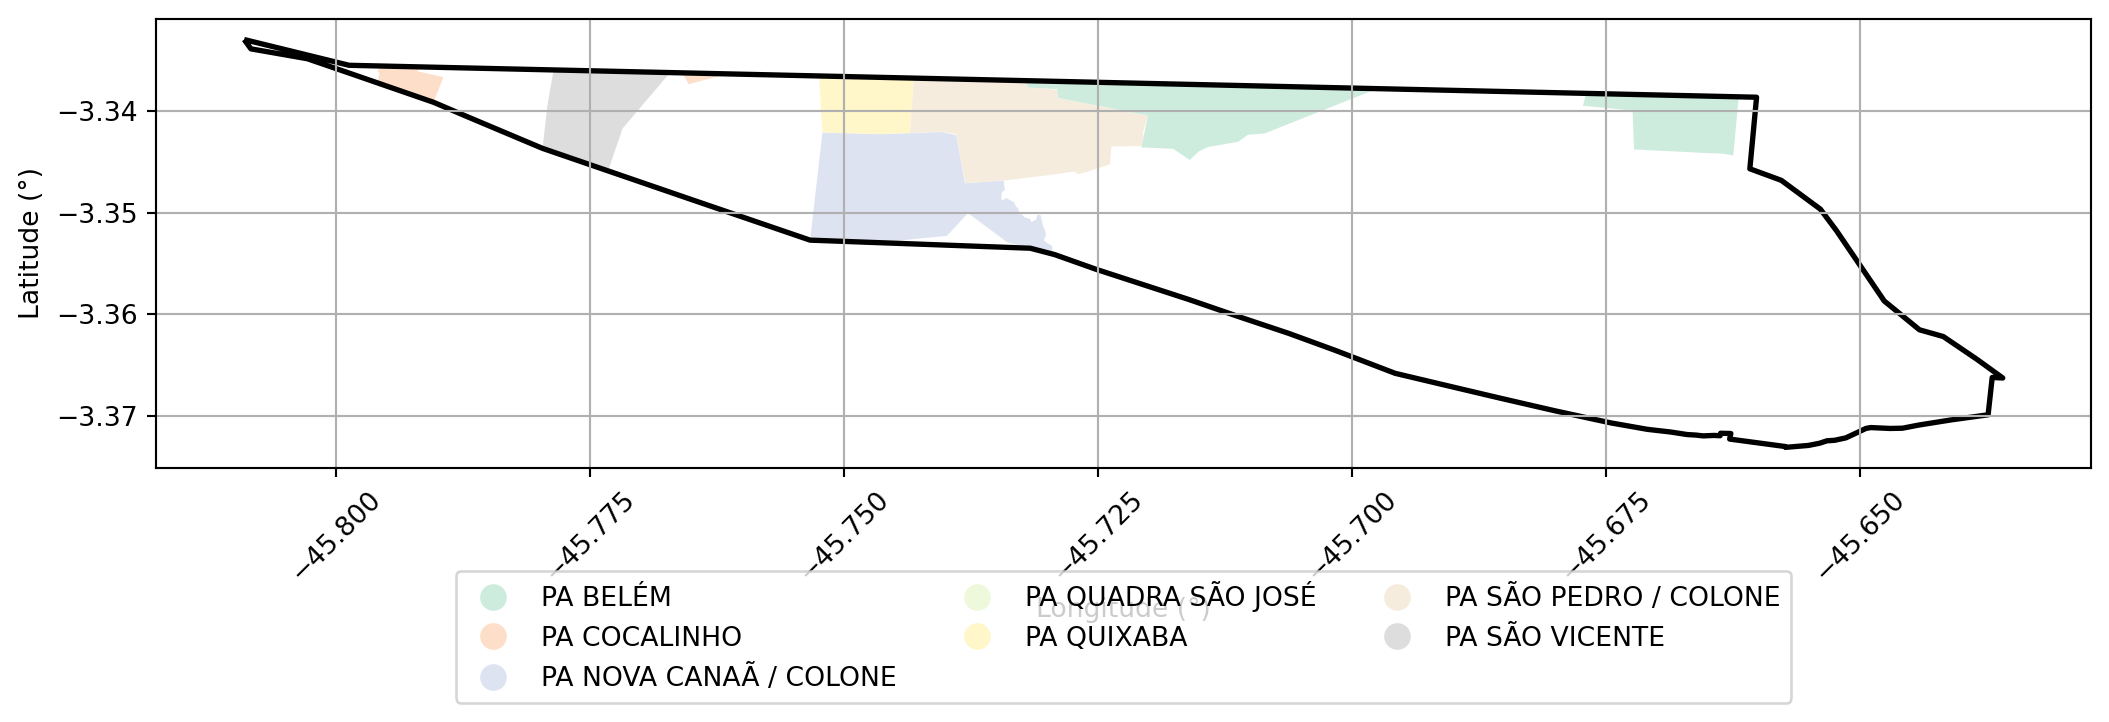 Latitude (°)
−3.34
−3.35
−3.36
−3.37
−45.800
−45.775
−45.750
−45.725
−45.700
−45.675
−45.650
Longitude (°)
PA BELÉM
PA COCALINHO
PA NOVA CANAÃ / COLONE
PA QUADRA SÃO JOSÉ
PA QUIXABA
PA SÃO PEDRO / COLONE
PA SÃO VICENTE